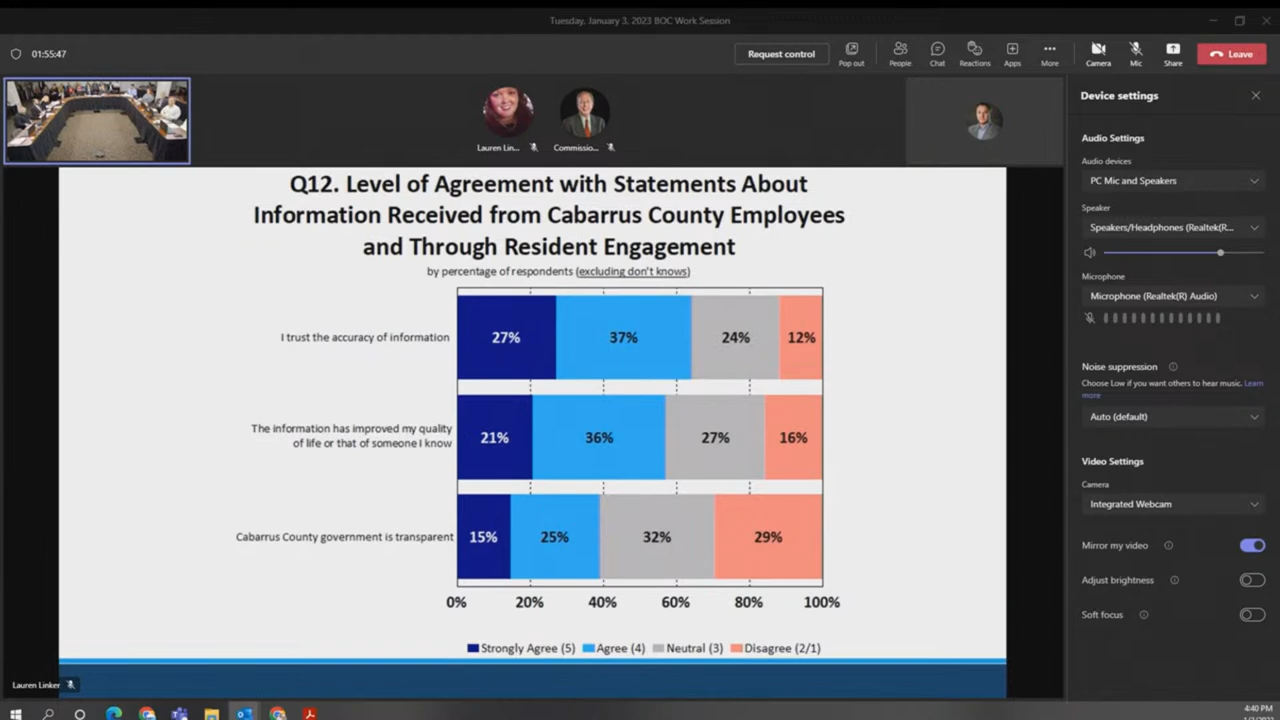 Tuesday, January 3, 2023 BOC Work Session
01:55:47
Request control
Pop out
People
Chat
Reactions
Apps
More
Camera
Mic
Share
Leave
Lauren Lin...
Commissio...
Q12. Level of Agreement with Statements About
Information Received from Cabarrus County Employees
and Through Resident Engagement
by percentage of respondents (excluding don't knows)
I trust the accuracy of information
27%
37%
24%
12%
The information has improved my quality
of life or that of someone I know
21%
36%
27%
16%
Cabarrus County government is transparent
15%
25%
32%
29%
0%
20%
40%
60%
80%
100%
Strongly Agree (5)
Agree (4)
Neutral (3)
Disagree (2/1)
Lauren Linker
Device settings
Audio Settings
Audio devices
PC Mic and Speakers
Speaker
Speakers/Headphones (Realtek(R...
Microphone
Microphone (Realtek(R) Audio)
Noise suppression
Choose Low if you want others to hear music. Learn
more
Auto (default)
Video Settings
Camera
Integrated Webcam
Mirror my video
Adjust brightness
Soft focus
4:40 PM